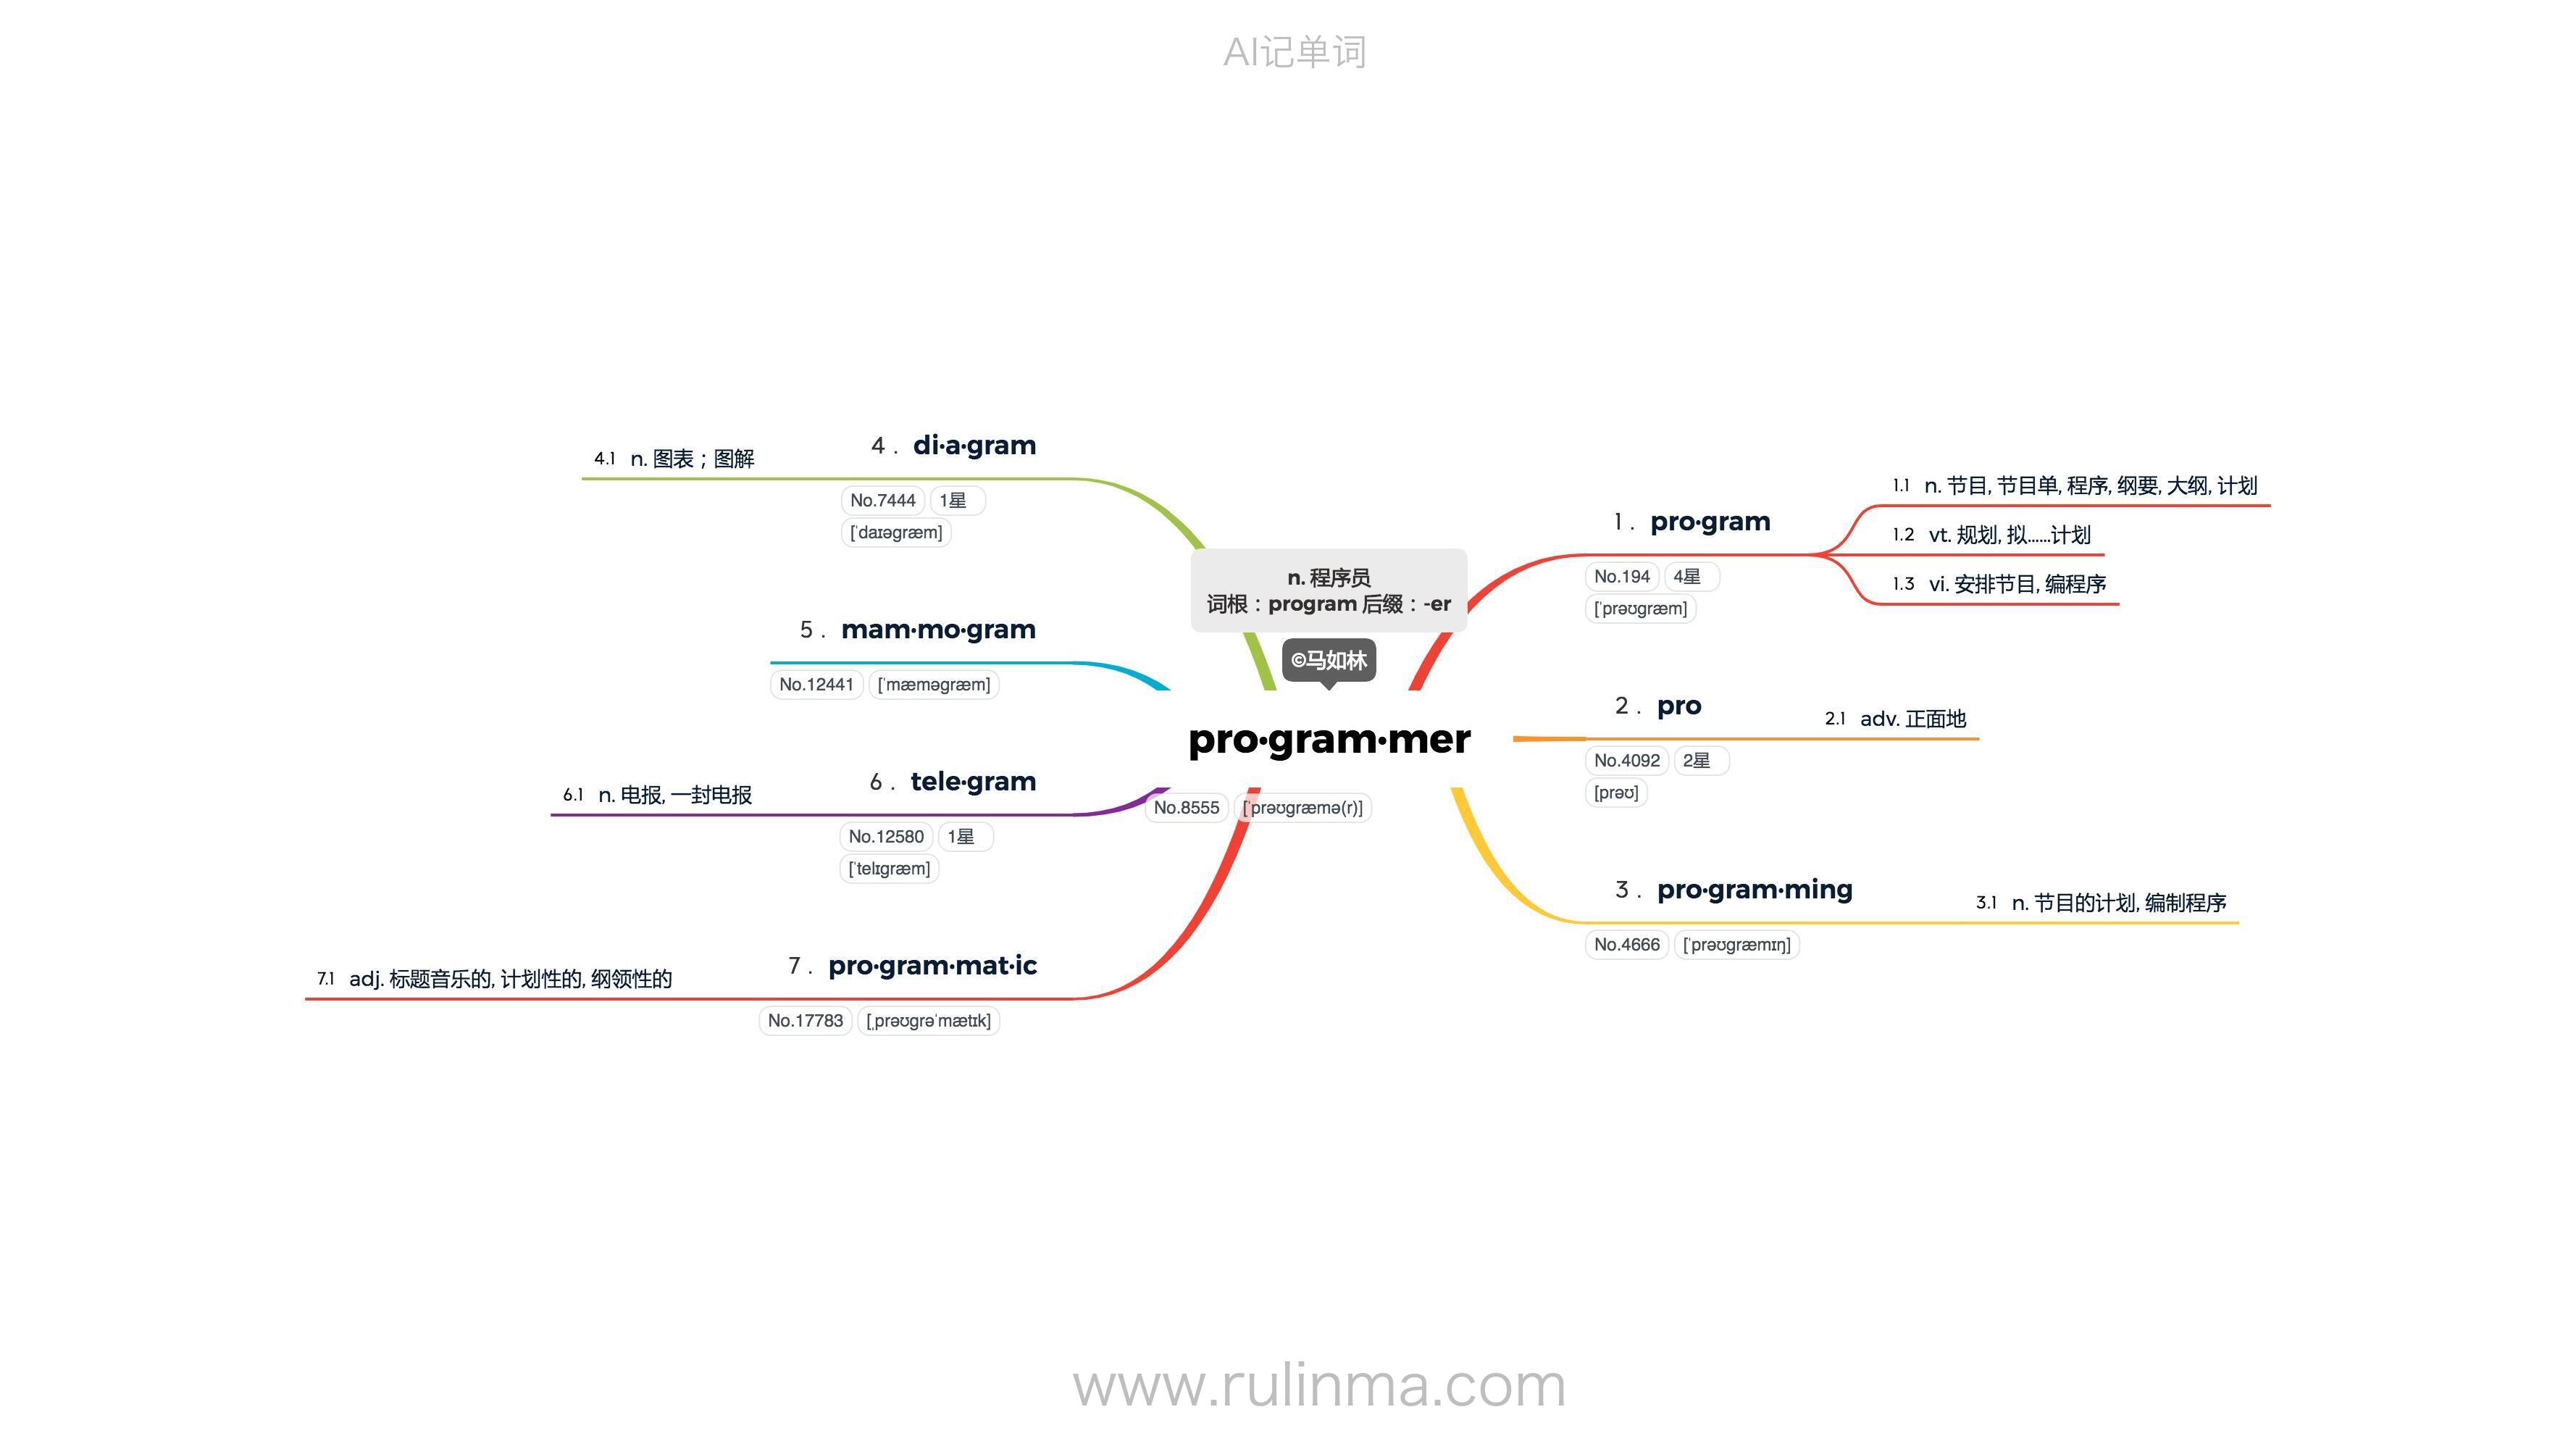 AI记单词
n. 程序员
词根：program 后缀：-er
©马如林
pro·gram·mer
No.8555 [ˈprəʊgræmə(r)]
1. pro·gram
No.194 4星
[ˈprəʊgræm]
1.1 n. 节目, 节目单, 程序, 纲要, 大纲, 计划
1.2 vt. 规划, 拟……计划
1.3 vi. 安排节目, 编程序
2. pro
No.4092 2星
[prəʊ]
2.1 adv. 正面地
3. pro·gram·ming
No.4666 [ˈprəʊgræmɪŋ]
3.1 n. 节目的计划, 编制程序
4. di·a·gram
No.7444 1星
[ˈdaɪəgræm]
4.1 n. 图表；图解
5. mam·mo·gram
No.12441 [ˈmæməgræm]
6. tele·gram
No.12580 1星
[ˈtelɪgræm]
6.1 n. 电报, 一封电报
7. pro·gram·mat·ic
No.17783 [ˌprəʊgrəˈmætɪk]
7.1 adj. 标题音乐的, 计划性的, 纲领性的
www.rulinma.com